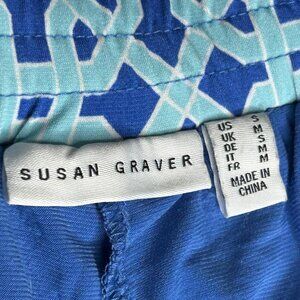 SUSAN GRAVER
US S
UK M
DE S
IT M
FR M
MADE IN
CHINA